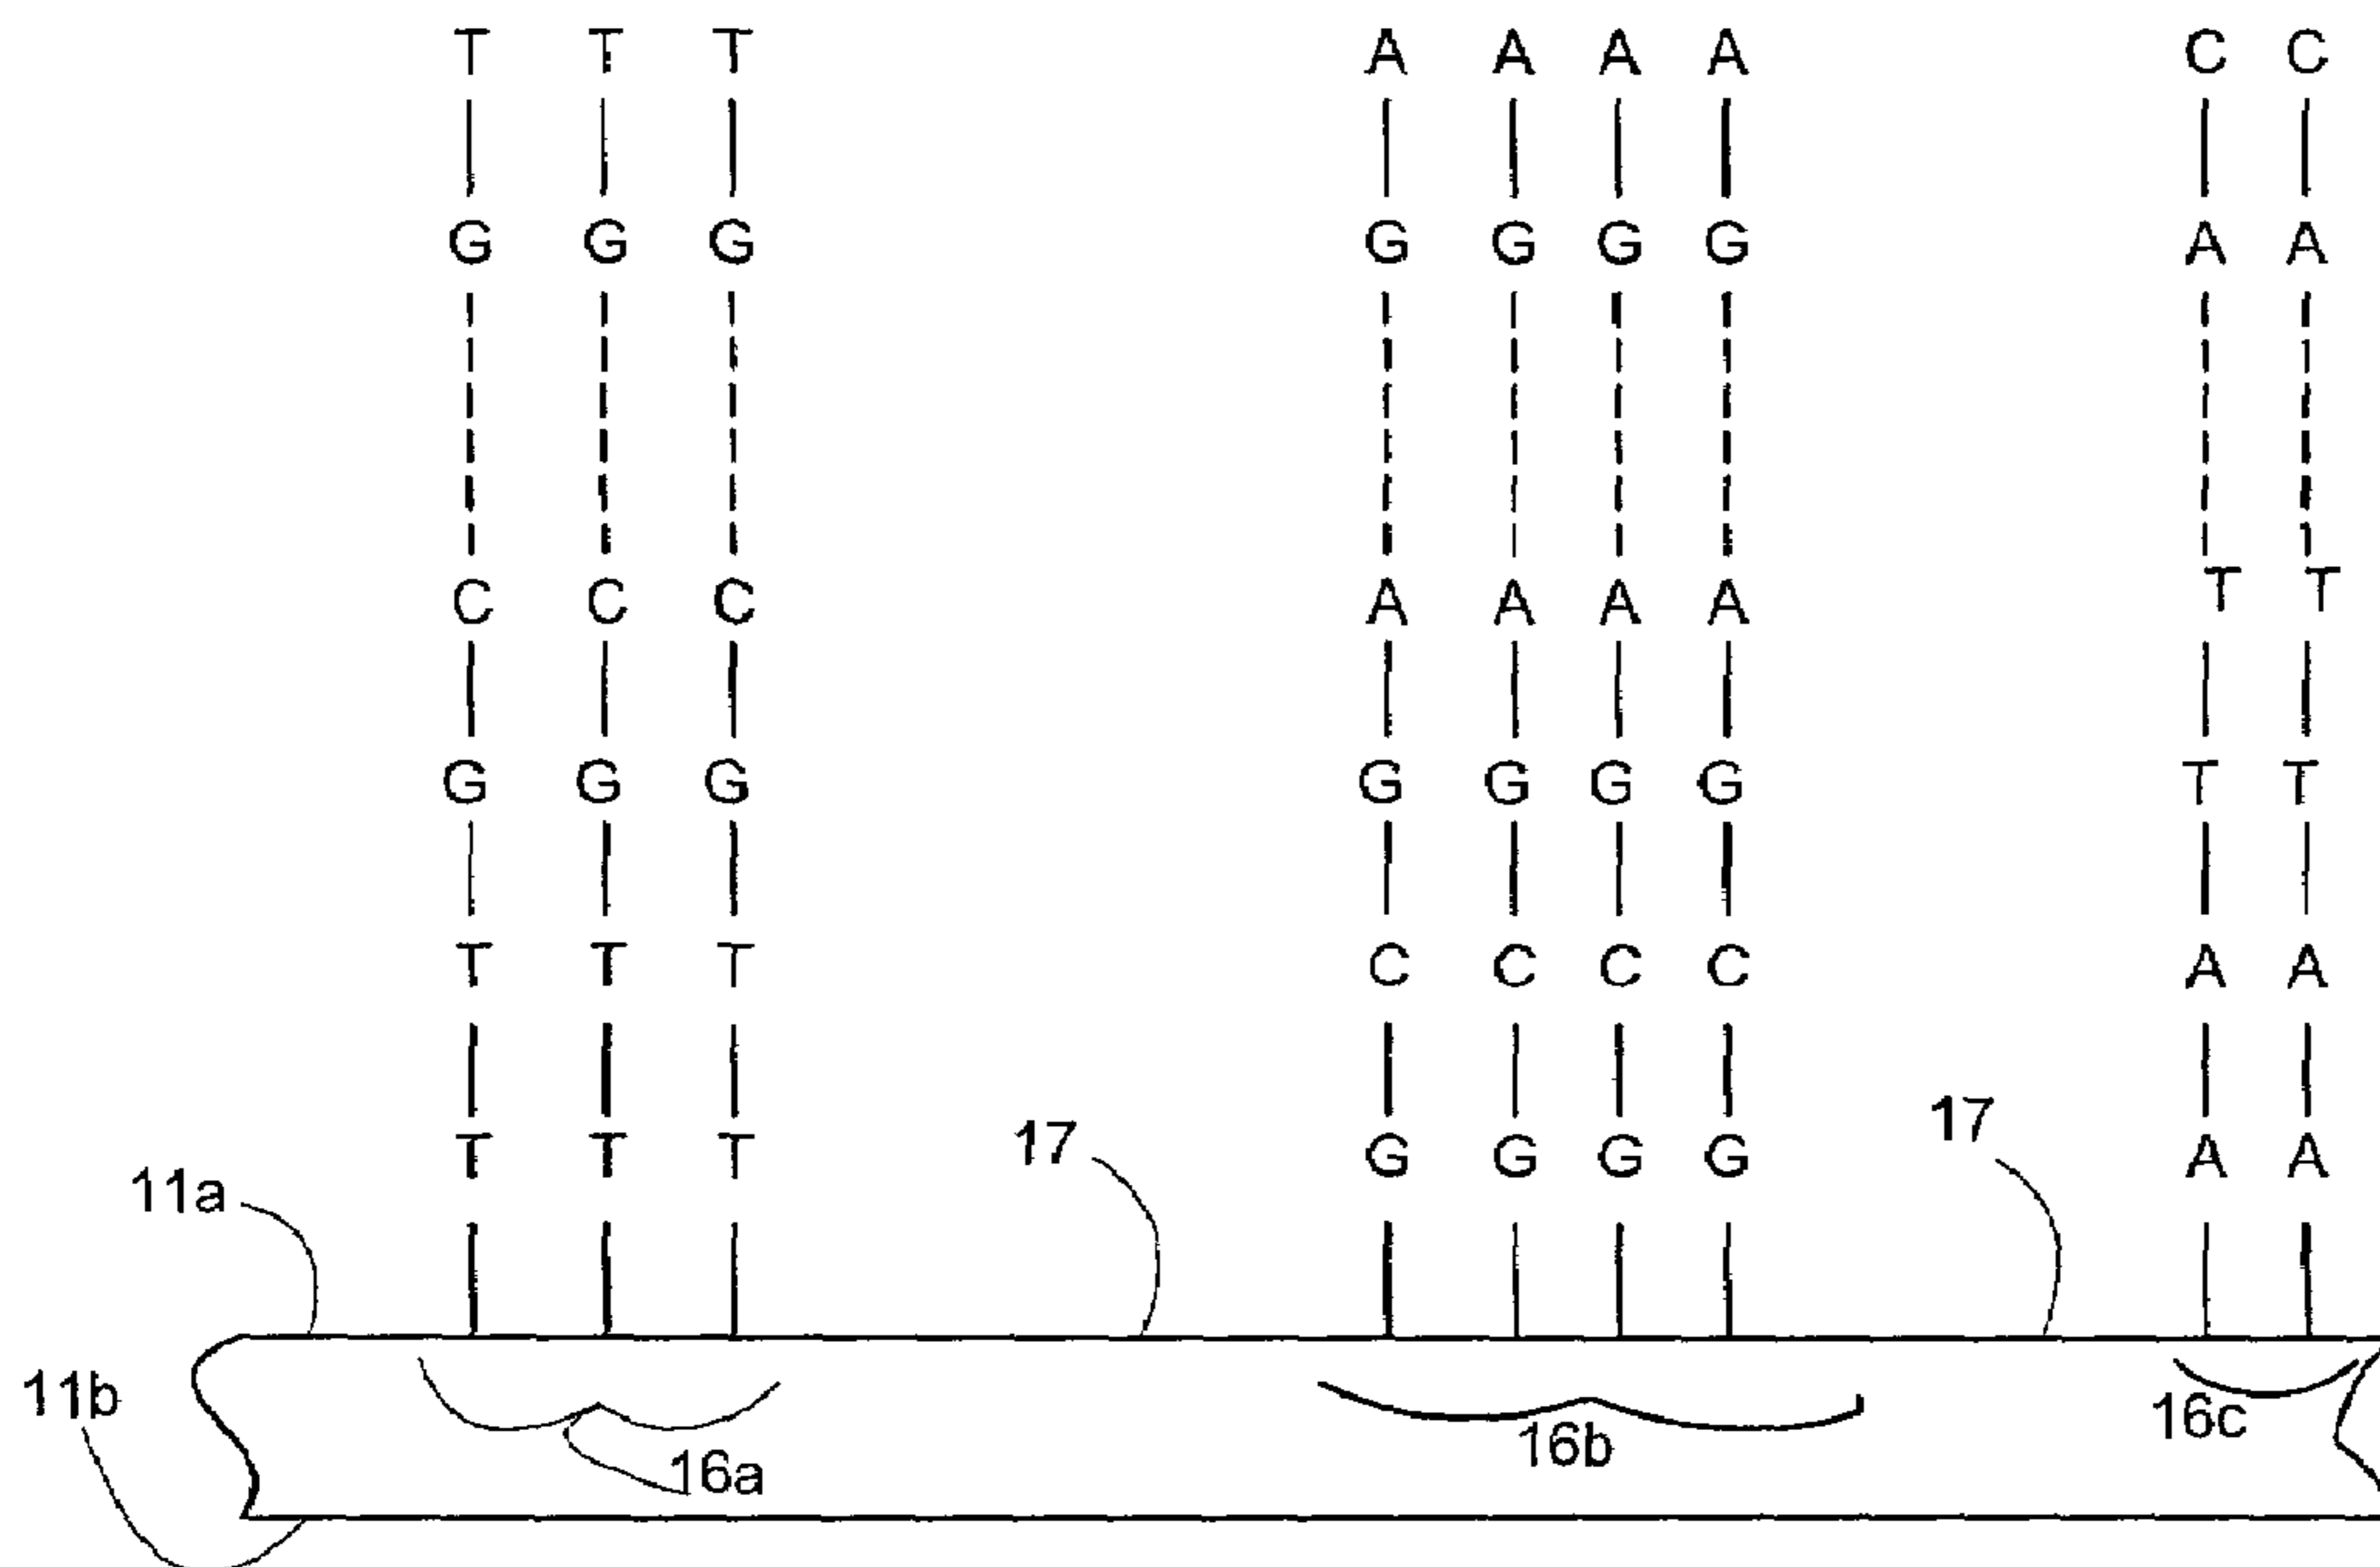 T T T A A A A C C
G G G G G G G A A
C C C A A A A T T
G G G G G G G T T
T T T C C C C A A
17 17
T T T G G G G A A
11a
11b 16a 16b 16c